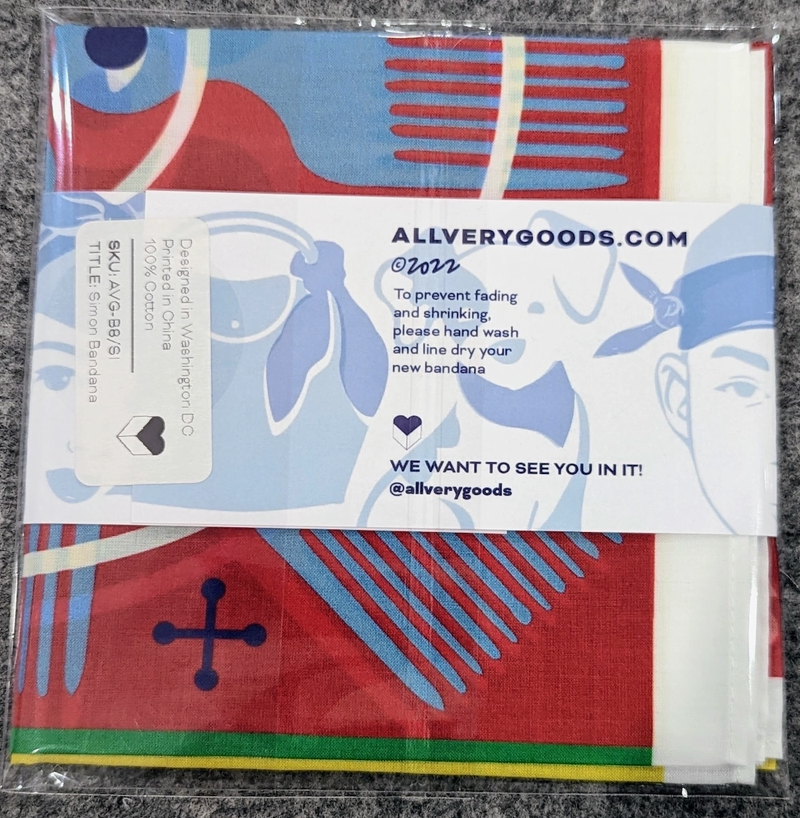 ALLVERYGOODS.COM
©2022
To prevent fading
and shrinking,
please hand wash
and line dry your
new bandana
WE WANT TO SEE YOU IN IT!
@allverygoods
Designed in Washington DC
Printed in China
100% Cotton
SKU: AVG-B8/SI
TITLE: Simon Bandana